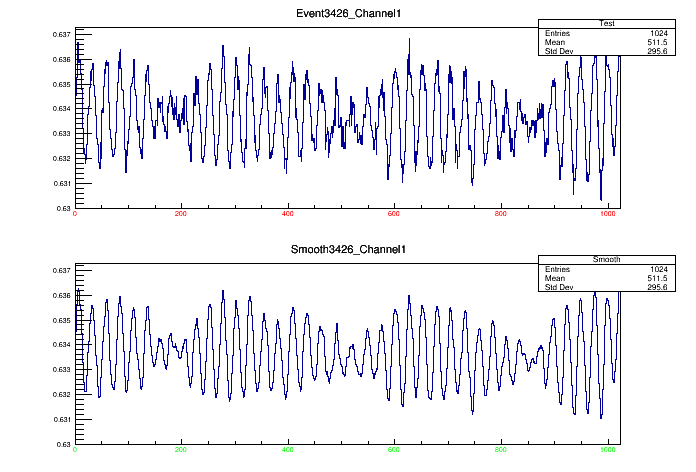 Event3426_Channel1
Test
Entries 1024
Mean 511.5
Std Dev 295.6
0.637
0.636
0.635
0.634
0.633
0.632
0.631
0.63
0 200 400 600 800 1000
Smooth3426_Channel1
Smooth
Entries 1024
Mean 511.5
Std Dev 295.6
0.637
0.636
0.635
0.634
0.633
0.632
0.631
0.63
0 200 400 600 800 1000